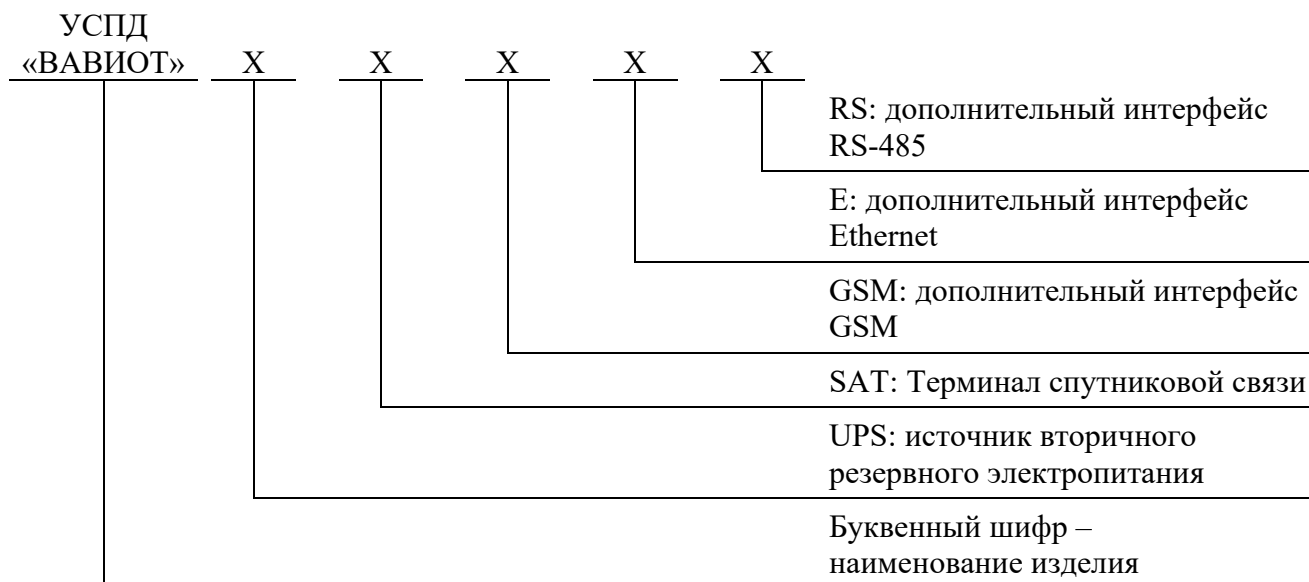 УСПД
«ВАВИОТ» X X X X X
RS: дополнительный интерфейс
RS-485
E: дополнительный интерфейс
Ethernet
GSM: дополнительный интерфейс
GSM
SAT: Терминал спутниковой связи
UPS: источник вторичного
резервного электропитания
Буквенный шифр –
наименование изделия